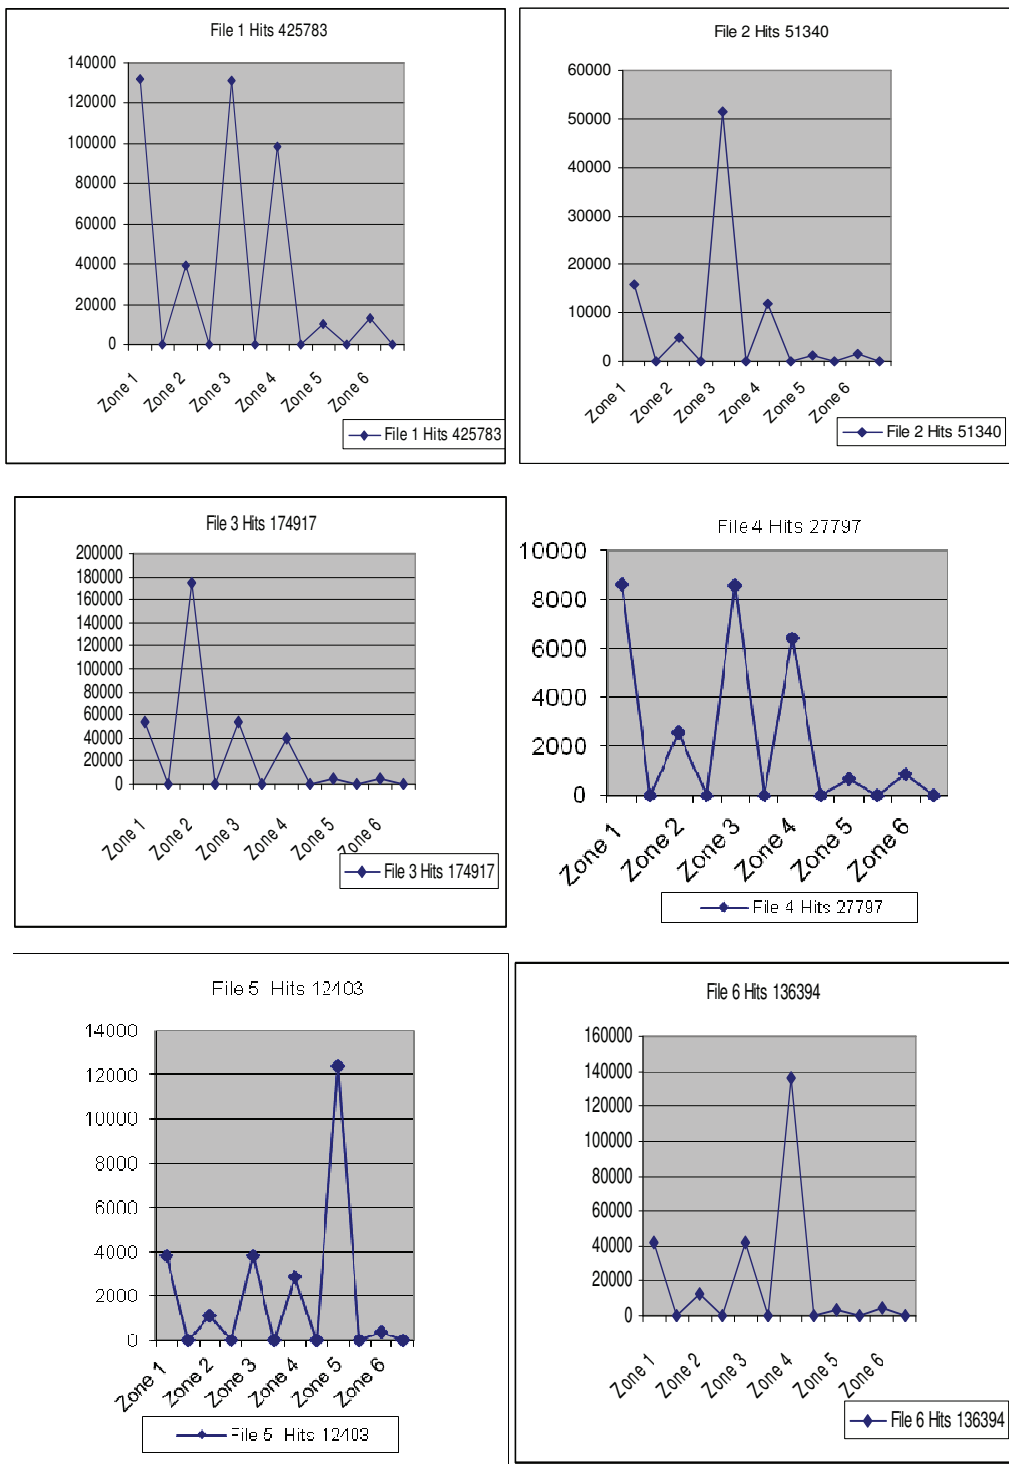 File 1 Hits 425783
140000
120000
100000
80000
60000
40000
20000
0
Zone 1
Zone 2
Zone 3
Zone 4
Zone 5
Zone 6
File 1 Hits 425783
File 2 Hits 51340
60000
50000
40000
30000
20000
10000
0
Zone 1
Zone 2
Zone 3
Zone 4
Zone 5
Zone 6
File 2 Hits 51340
File 3 Hits 174917
200000
180000
160000
140000
120000
100000
80000
60000
40000
20000
0
Zone 1
Zone 2
Zone 3
Zone 4
Zone 5
Zone 6
File 3 Hits 174917
File 4 Hits 27797
10000
8000
6000
4000
2000
0
Zone 1
Zone 2
Zone 3
Zone 4
Zone 5
Zone 6
File 4 Hits 27797
File 5 Hits 12403
14000
12000
10000
8000
6000
4000
2000
0
Zone 1
Zone 2
Zone 3
Zone 4
Zone 5
Zone 6
File 5 Hits 12403
File 6 Hits 136394
160000
140000
120000
100000
80000
60000
40000
20000
0
Zone 1
Zone 2
Zone 3
Zone 4
Zone 5
Zone 6
File 6 Hits 136394